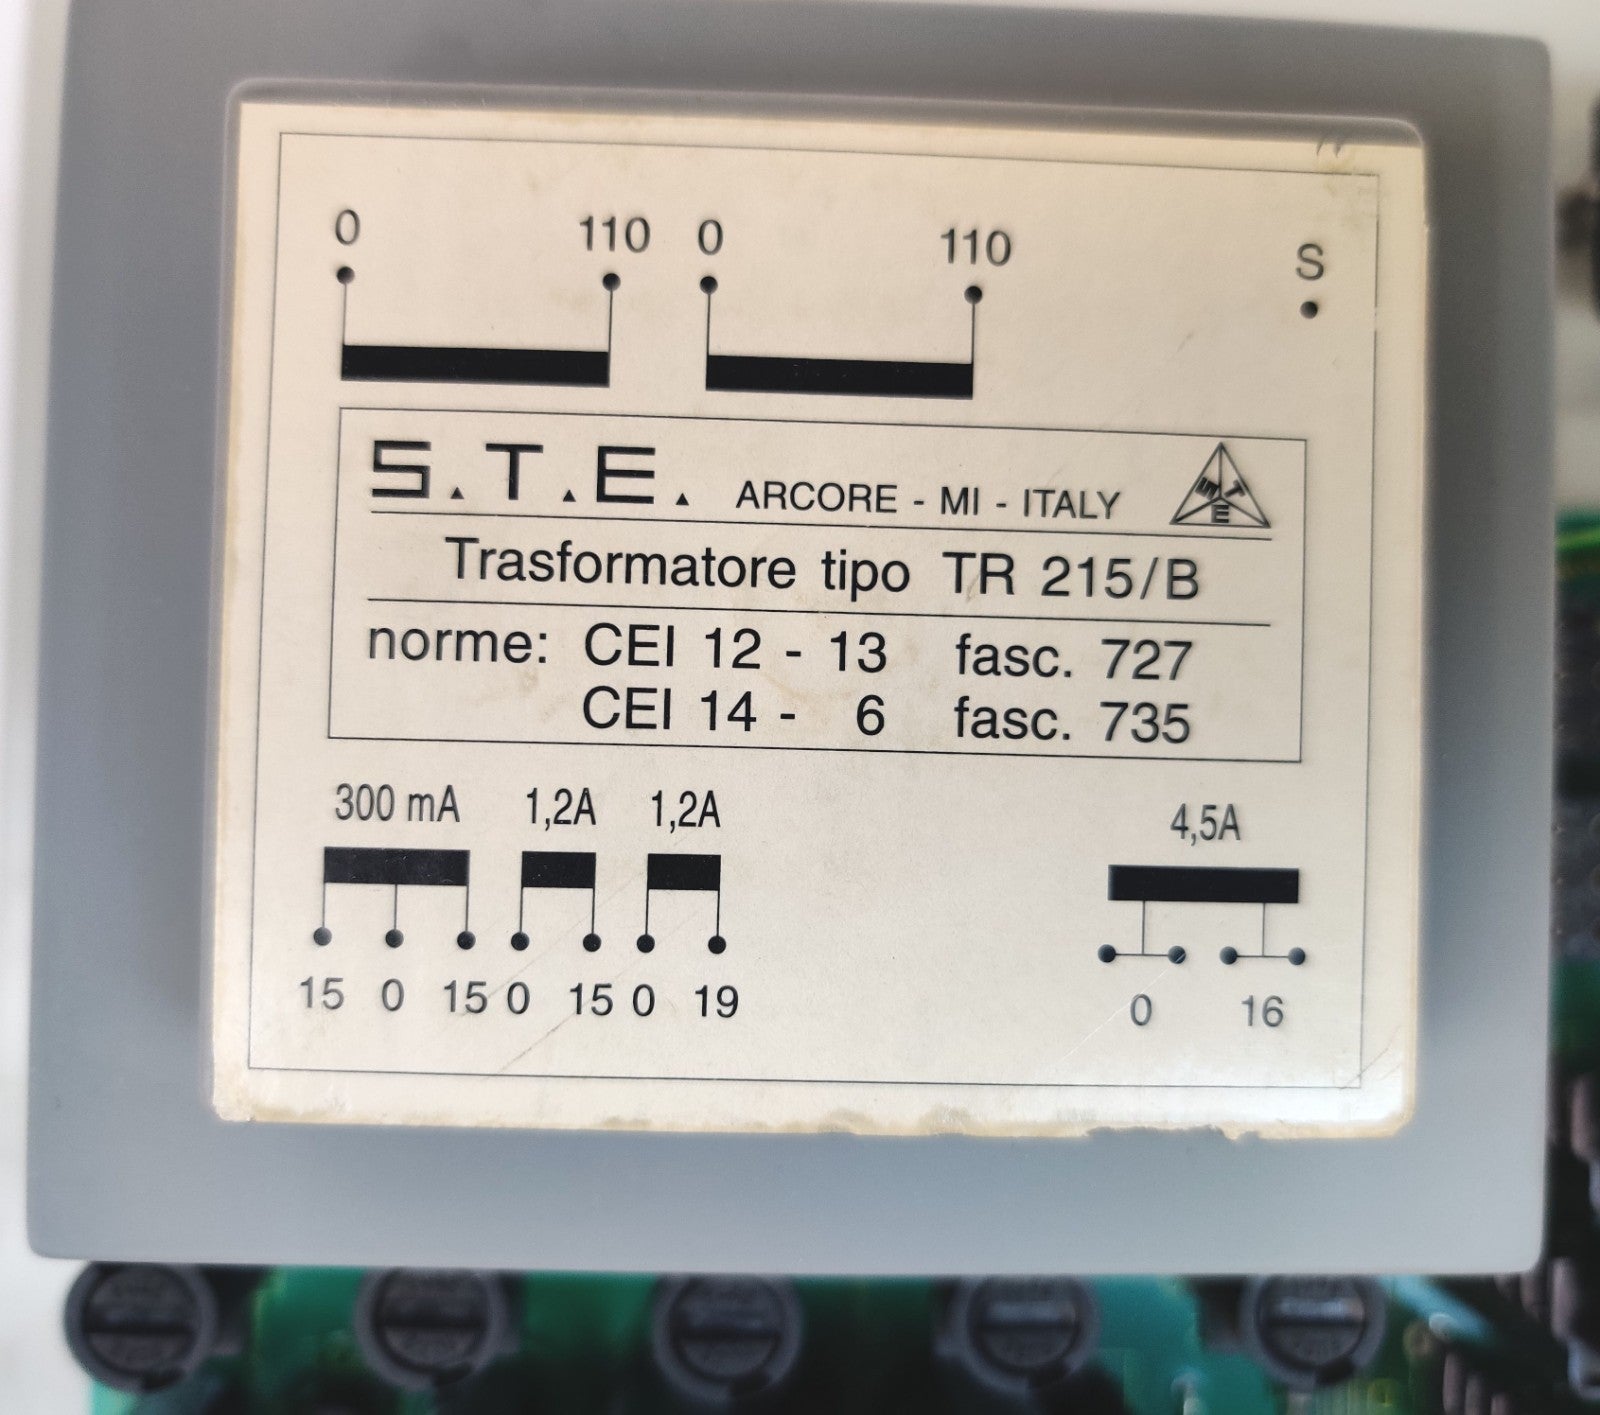 0 110 0 110 S
S.T.E. ARCORE - MI - ITALY STE
Trasformatore tipo TR 215/B
norme: CEI 12 - 13 fasc. 727
CEI 14 - 6 fasc. 735
300 mA 1,2A 1,2A 4,5A
15 0 15 0 15 0 19 0 16